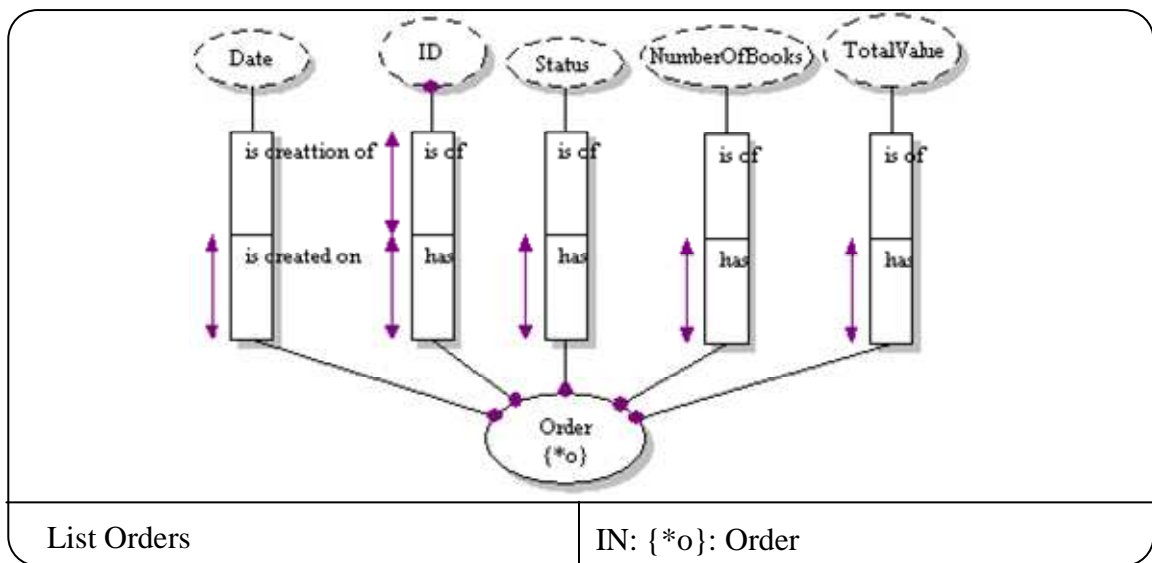 Date
ID
Status
NumberOfBooks
TotalValue
is creattion of
is of
is of
is of
is of
is created on
has
has
has
has
Order
{*o}
List Orders
IN: {*o}: Order